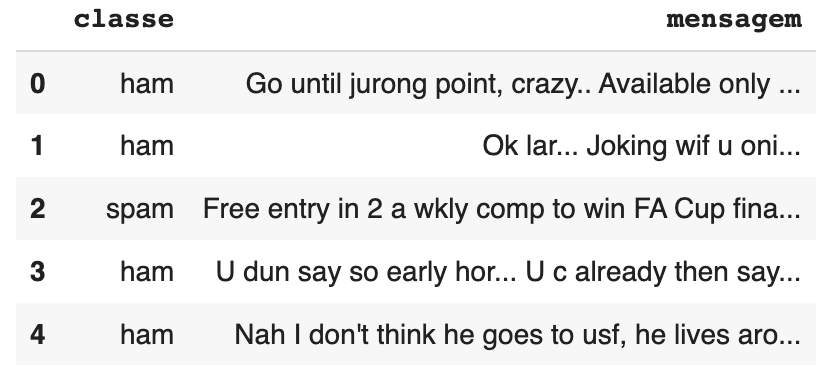 classe mensagem
0 ham Go until jurong point, crazy.. Available only ...
1 ham Ok lar... Joking wif u oni...
2 spam Free entry in 2 a wkly comp to win FA Cup fina...
3 ham U dun say so early hor... U c already then say...
4 ham Nah I don't think he goes to usf, he lives aro...